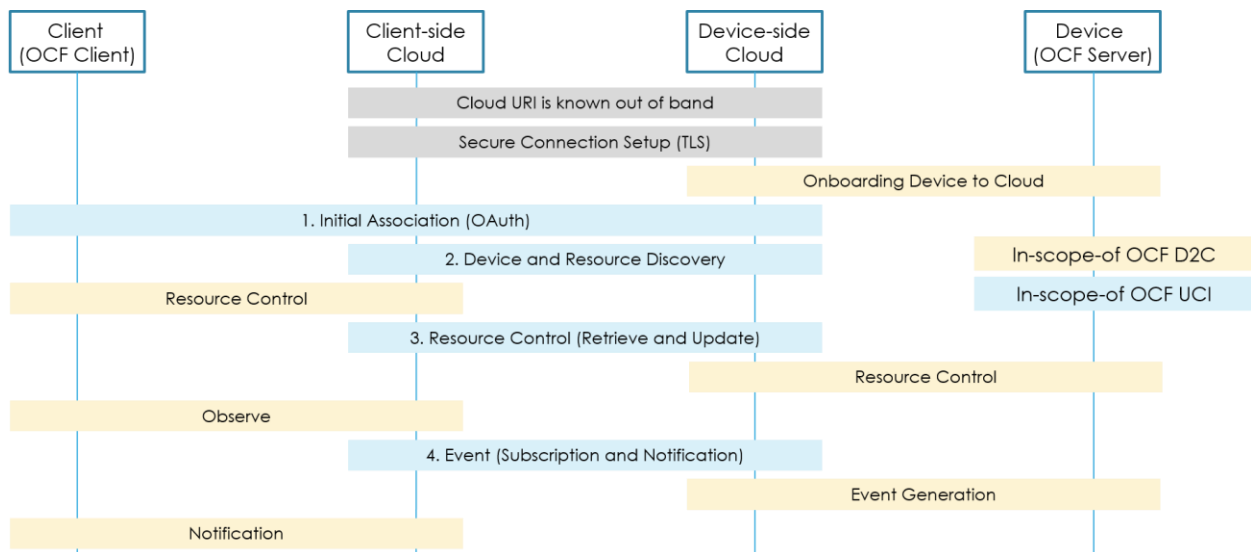 Client
(OCF Client)
Client-side
Cloud
Device-side
Cloud
Device
(OCF Server)
Cloud URI is known out of band
Secure Connection Setup (TLS)
Onboarding Device to Cloud
1. Initial Association (OAuth)
2. Device and Resource Discovery
In-scope-of OCF D2C
Resource Control
In-scope-of OCF UCI
3. Resource Control (Retrieve and Update)
Resource Control
Observe
4. Event (Subscription and Notification)
Event Generation
Notification